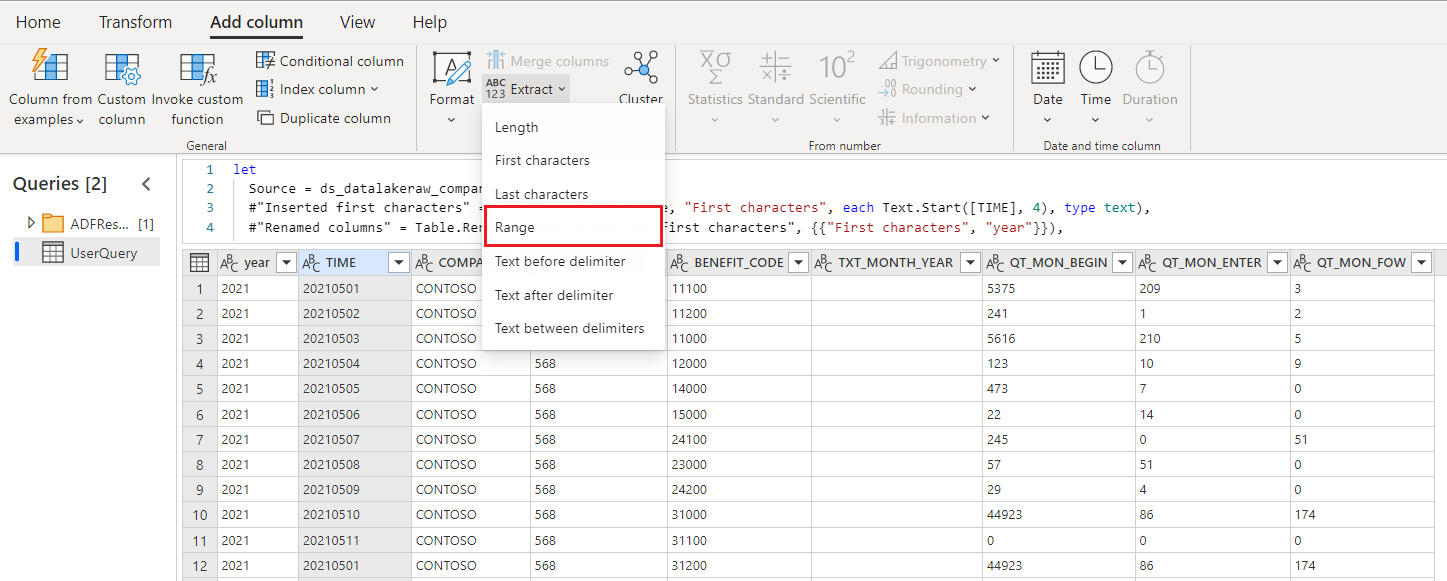 Home Transform Add column View Help
Column from examples
Custom column
Invoke custom function
Conditional column
Index column
Duplicate column
General
Format
Merge columns
ABC 123 Extract
Cluster
Statistics
Standard
Scientific
10²
Trigonometry
.00 Rounding
Information
From number
Date
Time
Duration
Date and time column
Length
First characters
Last characters
Range
Text before delimiter
Text after delimiter
Text between delimiters
Queries [2]
ADFRes... [1]
UserQuery
1 let
2 Source = ds_datalakeraw_compan
3 #"Inserted first characters" = , "First characters", each Text.Start([TIME], 4), type text),
4 #"Renamed columns" = Table.Ren First characters", {{"First characters", "year"}}),
year TIME COMPA BENEFIT_CODE TXT_MONTH_YEAR QT_MON_BEGIN QT_MON_ENTER QT_MON_FOW
1 2021 20210501 CONTOSO 11100 5375 209 3
2 2021 20210502 CONTOSO 11200 241 1 2
3 2021 20210503 CONTOSO 11000 5616 210 5
4 2021 20210504 CONTOSO 568 12000 123 10 9
5 2021 20210505 CONTOSO 568 14000 473 7 0
6 2021 20210506 CONTOSO 568 15000 22 14 0
7 2021 20210507 CONTOSO 568 24100 245 0 51
8 2021 20210508 CONTOSO 568 23000 57 51 0
9 2021 20210509 CONTOSO 568 24200 29 4 0
10 2021 20210510 CONTOSO 568 31000 44923 86 174
11 2021 20210511 CONTOSO 568 31100 0 0 0
12 2021 20210501 CONTOSO 568 31200 44923 86 174